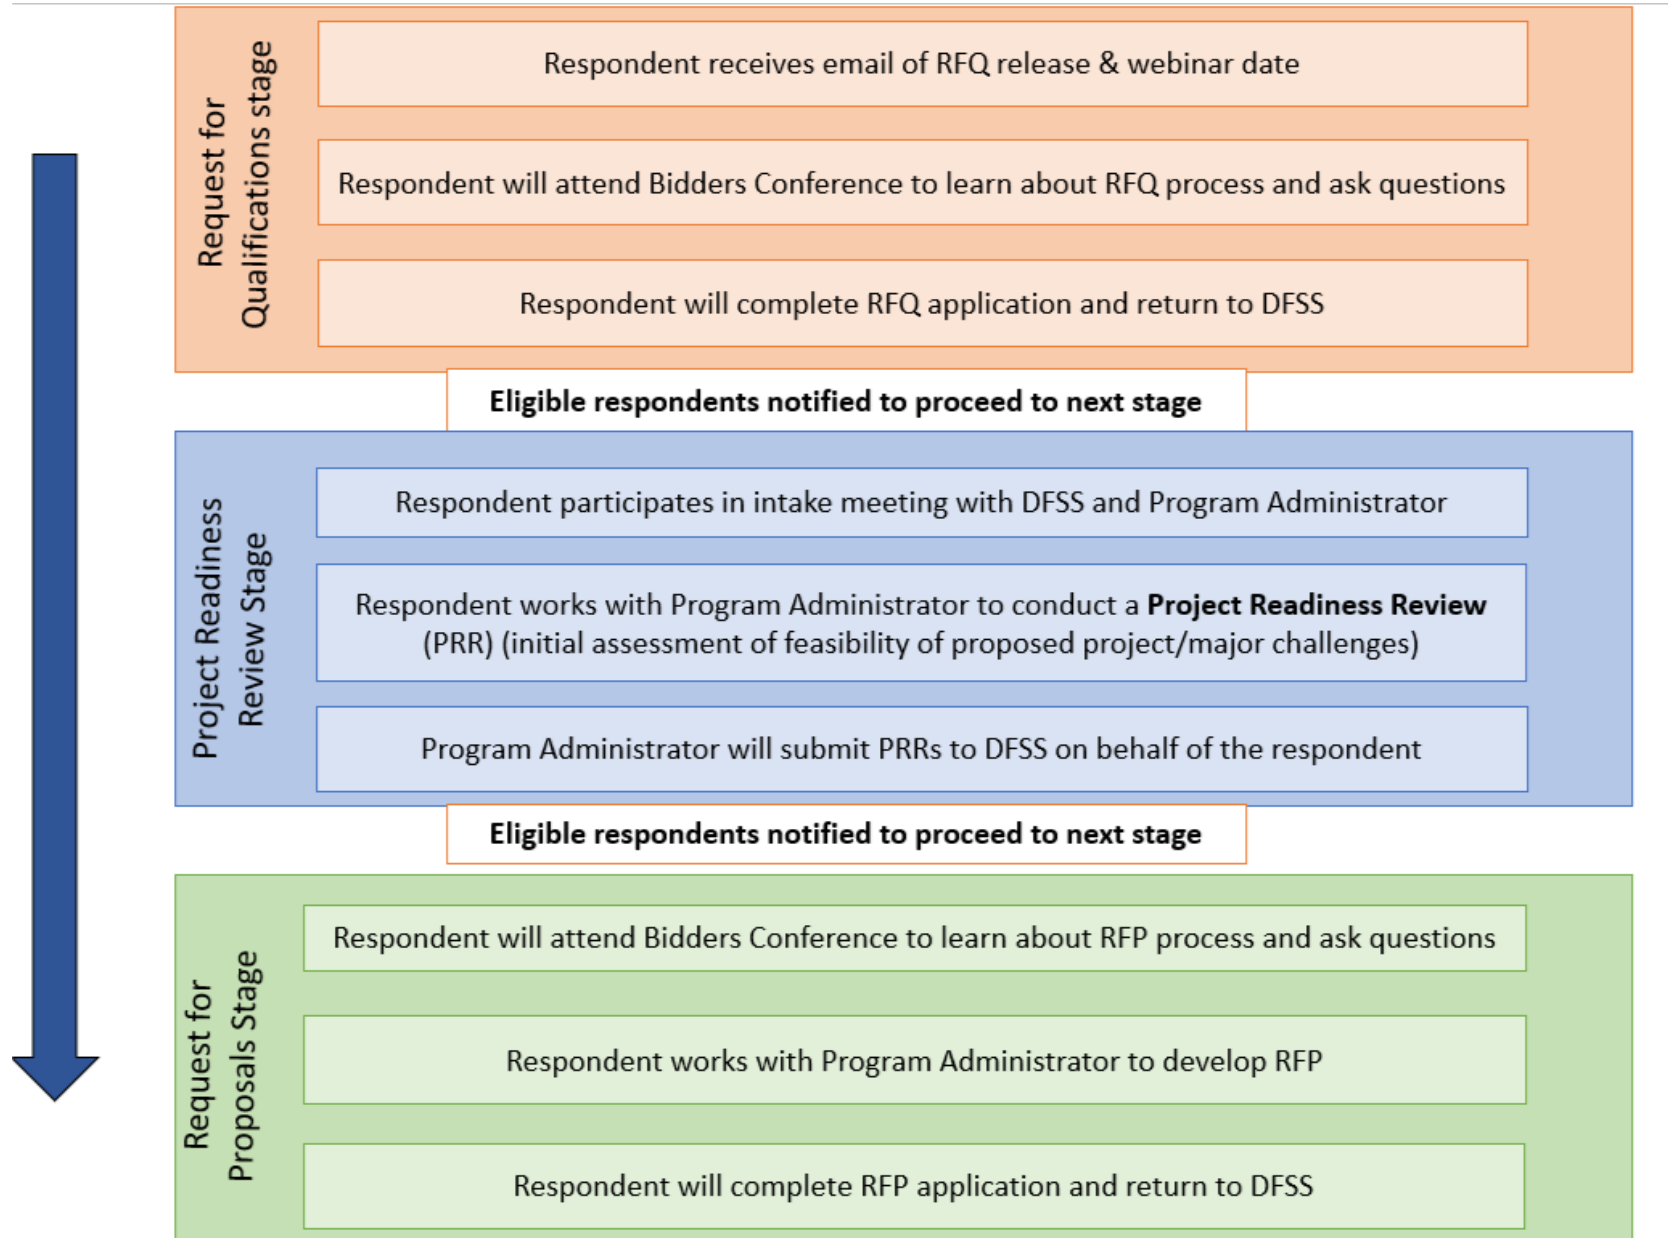 Request for
Qualifications stage
Respondent receives email of RFQ release & webinar date
Respondent will attend Bidders Conference to learn about RFQ process and ask questions
Respondent will complete RFQ application and return to DFSS
Eligible respondents notified to proceed to next stage
Project Readiness
Review Stage
Respondent participates in intake meeting with DFSS and Program Administrator
Respondent works with Program Administrator to conduct a Project Readiness Review
(PRR) (initial assessment of feasibility of proposed project/major challenges)
Program Administrator will submit PRRs to DFSS on behalf of the respondent
Eligible respondents notified to proceed to next stage
Request for
Proposals Stage
Respondent will attend Bidders Conference to learn about RFP process and ask questions
Respondent works with Program Administrator to develop RFP
Respondent will complete RFP application and return to DFSS